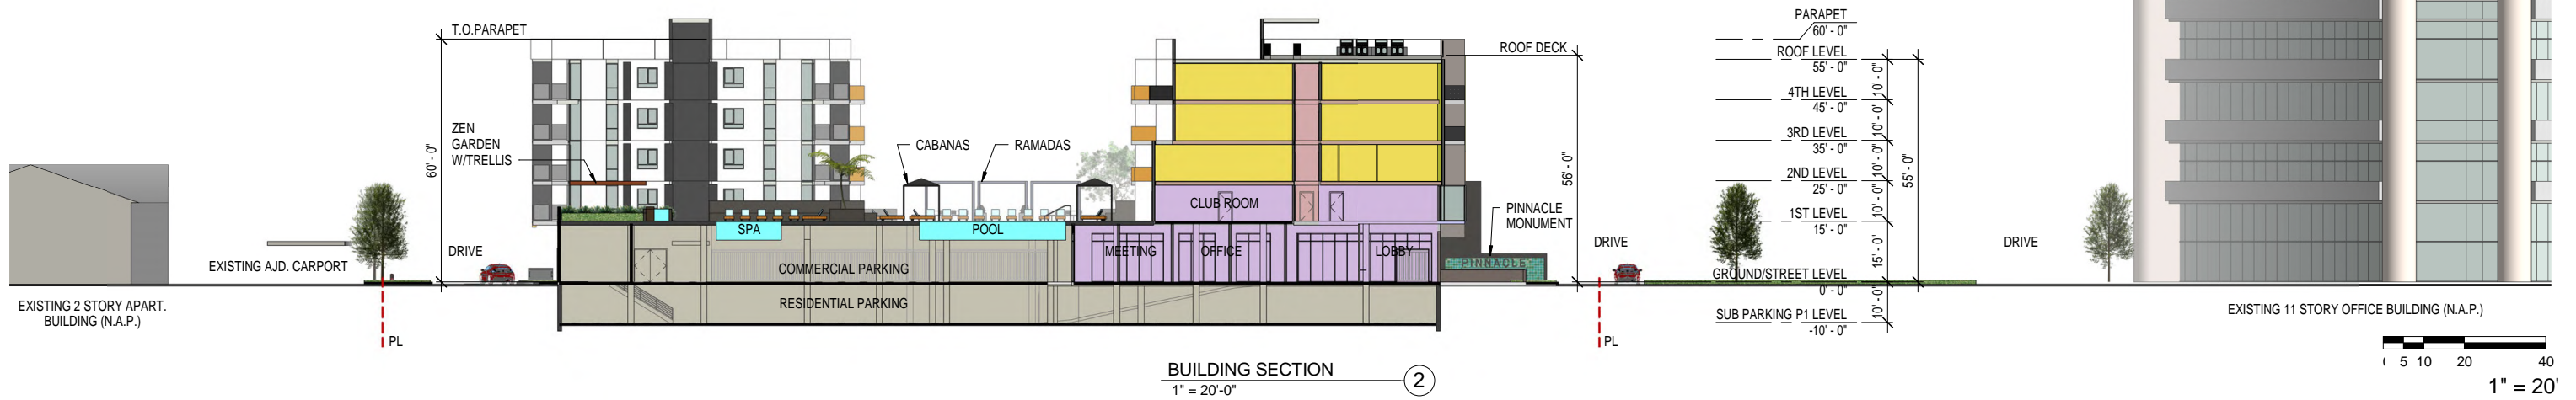 T.O.PARAPET
60' - 0"
ZEN
GARDEN
W/TRELLIS
CABANAS
RAMADAS
ROOF DECK
56' - 0"
CLUB ROOM
PINNACLE
MONUMENT
SPA
POOL
MEETING
OFFICE
LOBBY
PINNACLE
COMMERCIAL PARKING
RESIDENTIAL PARKING
DRIVE
EXISTING AJD. CARPORT
EXISTING 2 STORY APART.
BUILDING (N.A.P.)
PL
DRIVE
PL
PARAPET
60' - 0"
ROOF LEVEL
55' - 0"
10' - 0"
4TH LEVEL
45' - 0"
10' - 0"
3RD LEVEL
35' - 0"
10' - 0"
2ND LEVEL
25' - 0"
10' - 0"
1ST LEVEL
15' - 0"
15' - 0"
GROUND/STREET LEVEL
0' - 0"
10' - 0"
SUB PARKING P1 LEVEL
-10' - 0"
55' - 0"
DRIVE
EXISTING 11 STORY OFFICE BUILDING (N.A.P.)
BUILDING SECTION
2
1" = 20'-0"
5 10 20 40
1" = 20'